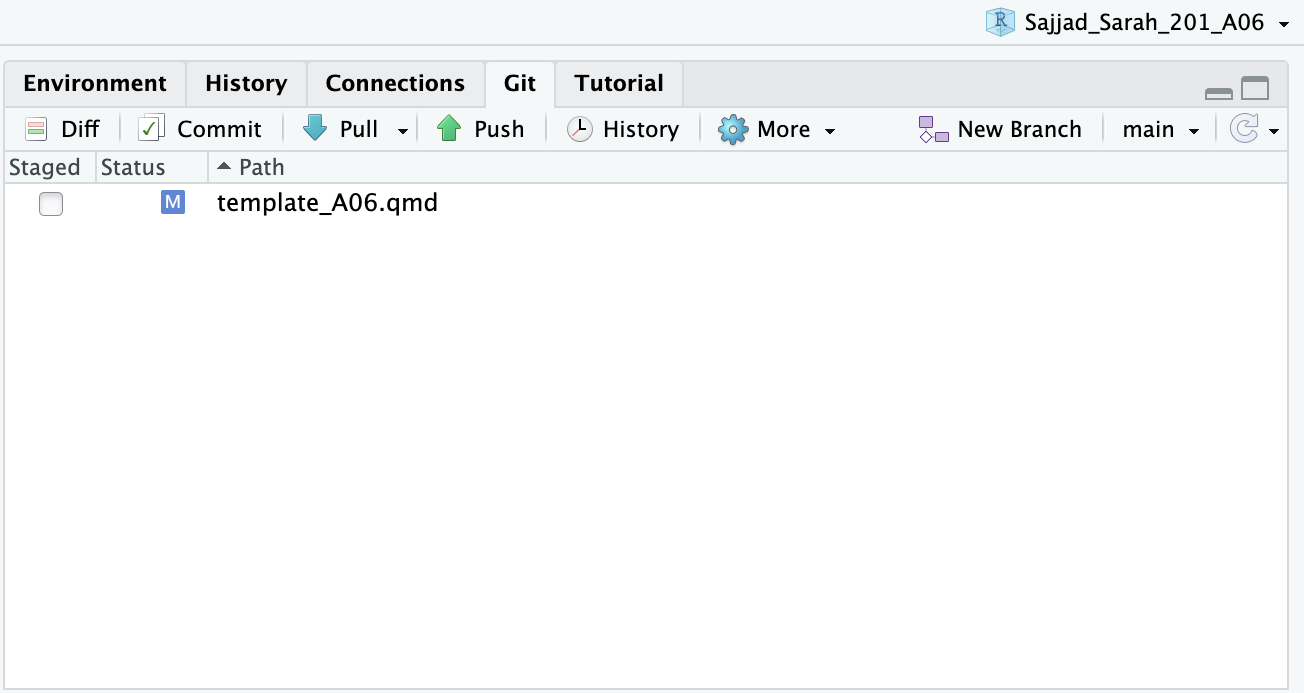 Sajjad_Sarah_201_A06
Environment History Connections Git Tutorial
Diff Commit Pull Push History More New Branch main
Staged Status Path
M template_A06.qmd